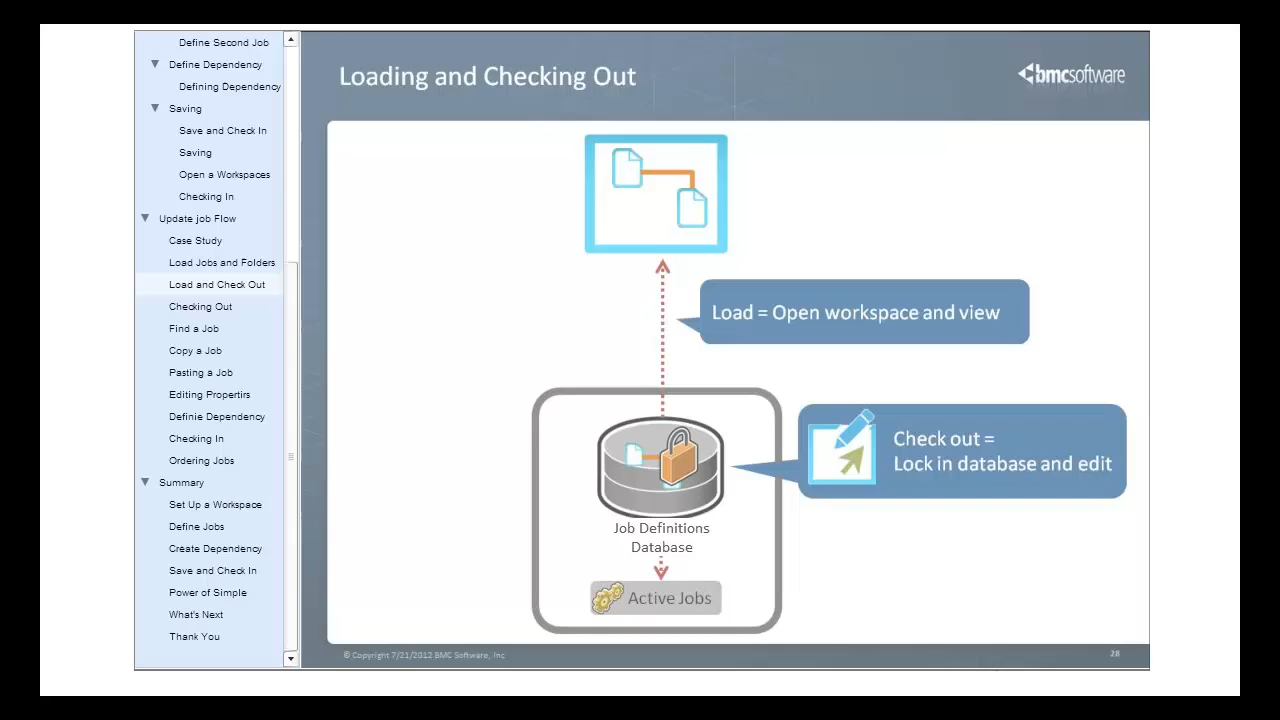 Define Second Job
Define Dependency
Defining Dependency
Saving
Save and Check In
Saving
Open a Workspaces
Checking In
Update job Flow
Case Study
Load Jobs and Folders
Load and Check Out
Checking Out
Find a Job
Copy a Job
Pasting a Job
Editing Propertirs
Definie Dependency
Checking In
Ordering Jobs
Summary
Set Up a Workspace
Define Jobs
Create Dependency
Save and Check In
Power of Simple
What's Next
Thank You
Loading and Checking Out
bmcsoftware
Load = Open workspace and view
Check out =
Lock in database and edit
Job Definitions
Database
Active Jobs
© Copyright 7/21/2012 BMC Software, Inc
28